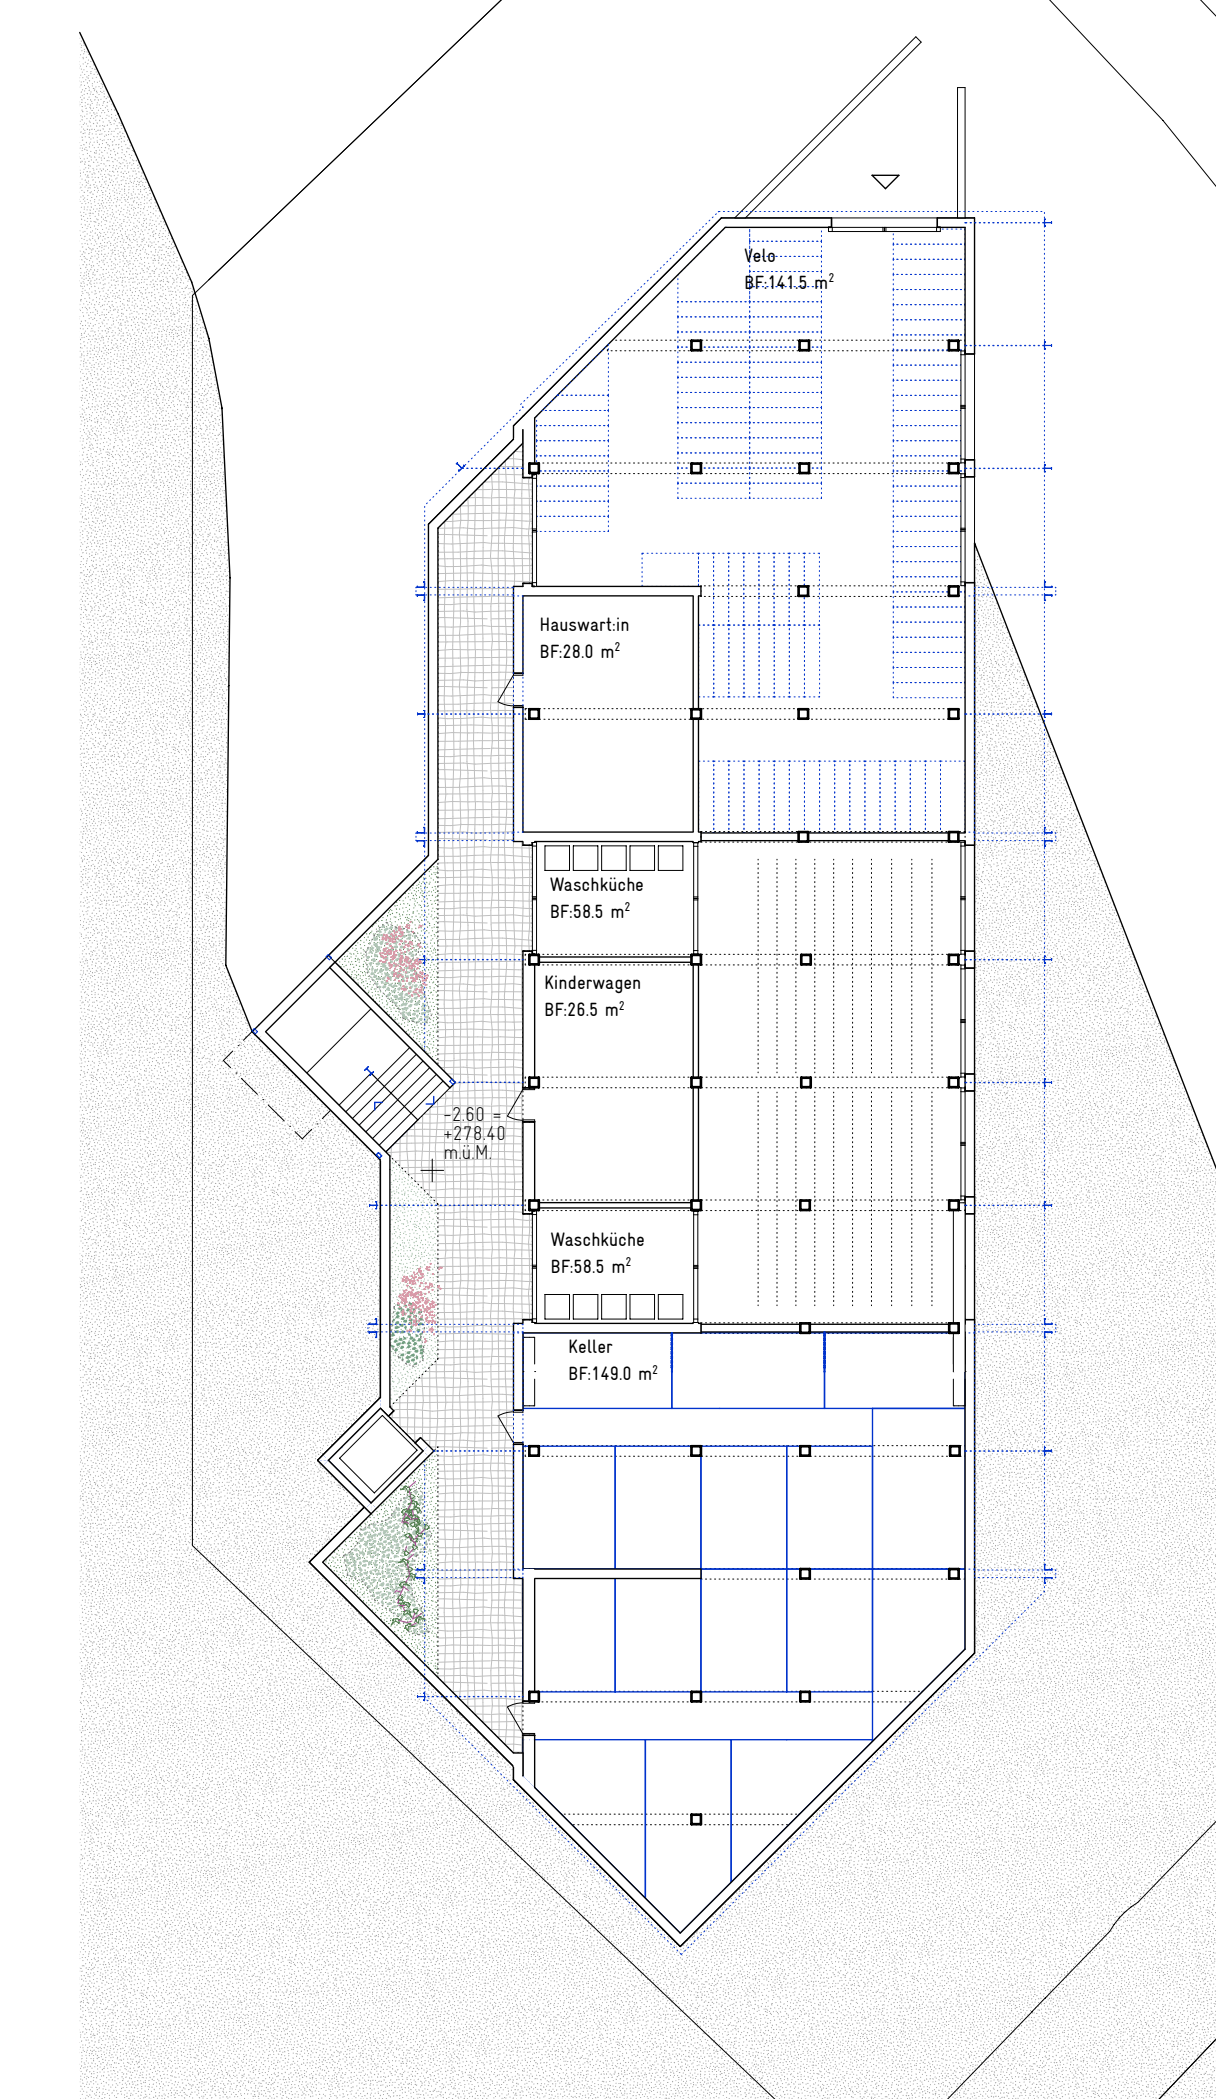 Velo
BF:141.5 m²
Hauswart:in
BF:28.0 m²
Waschküche
BF:58.5 m²
Kinderwagen
BF:26.5 m²
-2.60 =
+278.40
m.ü.M.
Waschküche
BF:58.5 m²
Keller
BF:149.0 m²